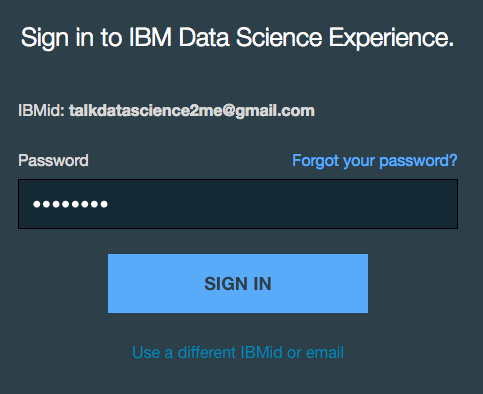 Sign in to IBM Data Science Experience.
IBMid: talkdatascience2me@gmail.com
Password Forgot your password?
••••••••
SIGN IN
Use a different IBMid or email